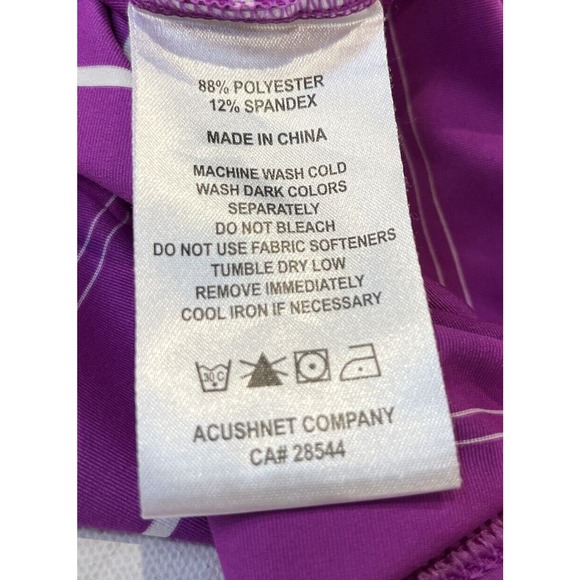 88% POLYESTER
12% SPANDEX
MADE IN CHINA
MACHINE WASH COLD
WASH DARK COLORS
SEPARATELY
DO NOT BLEACH
DO NOT USE FABRIC SOFTENERS
TUMBLE DRY LOW
REMOVE IMMEDIATELY
COOL IRON IF NECESSARY
30 C
ACUSHNET COMPANY
CA# 28544